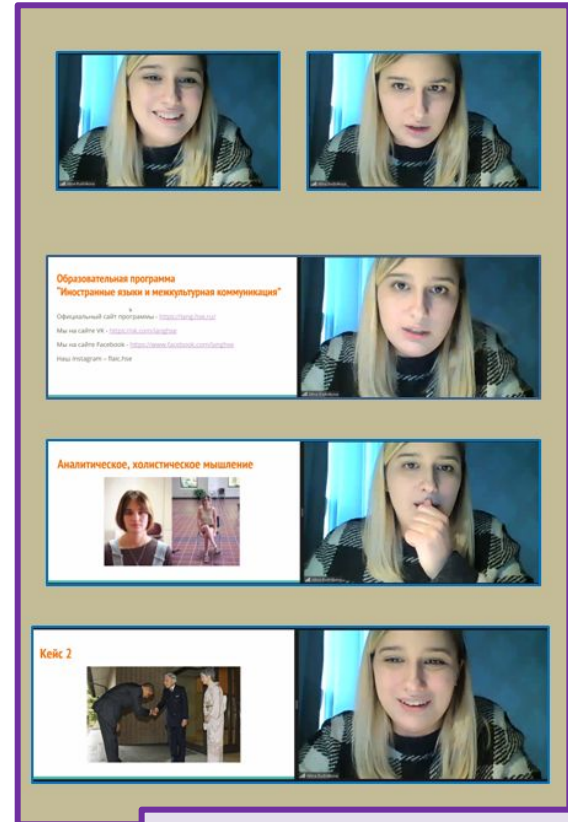 Образовательная программа
"Иностранные языки и межкультурная коммуникация"
Официальный сайт программы - https://lang.hse.ru/
Мы на сайте VK - https://vk.com/langhse
Мы на сайте Facebook - https://www.facebook.com/langhse
Наш Instagram – flaic.hse
Аналитическое, холистическое мышление
Кейс 2